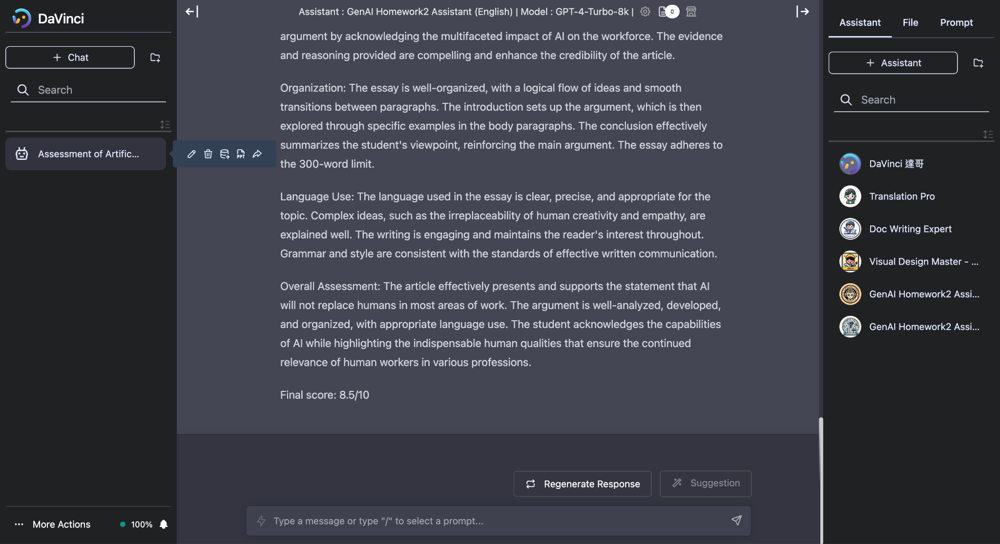 DaVinci
+ Chat
Search
Assessment of Artific...
More Actions
100%
Assistant : GenAI Homework2 Assistant (English) | Model : GPT-4-Turbo-8k |
0
argument by acknowledging the multifaceted impact of AI on the workforce. The evidence
and reasoning provided are compelling and enhance the credibility of the article.
Organization: The essay is well-organized, with a logical flow of ideas and smooth
transitions between paragraphs. The introduction sets up the argument, which is then
explored through specific examples in the body paragraphs. The conclusion effectively
summarizes the student's viewpoint, reinforcing the main argument. The essay adheres to
the 300-word limit.
PPT
Language Use: The language used in the essay is clear, precise, and appropriate for the
topic. Complex ideas, such as the irreplaceability of human creativity and empathy, are
explained well. The writing is engaging and maintains the reader's interest throughout.
Grammar and style are consistent with the standards of effective written communication.
Overall Assessment: The article effectively presents and supports the statement that AI
will not replace humans in most areas of work. The argument is well-analyzed, developed,
and organized, with appropriate language use. The student acknowledges the capabilities
of AI while highlighting the indispensable human qualities that ensure the continued
relevance of human workers in various professions.
Final score: 8.5/10
Regenerate Response
Suggestion
Type a message or type "/" to select a prompt...
Assistant File Prompt
+ Assistant
Search
DaVinci 達哥
Translation Pro
Doc Writing Expert
Visual Design Master - ...
GenAI Homework2 Assi...
GenAI Homework2 Assi...